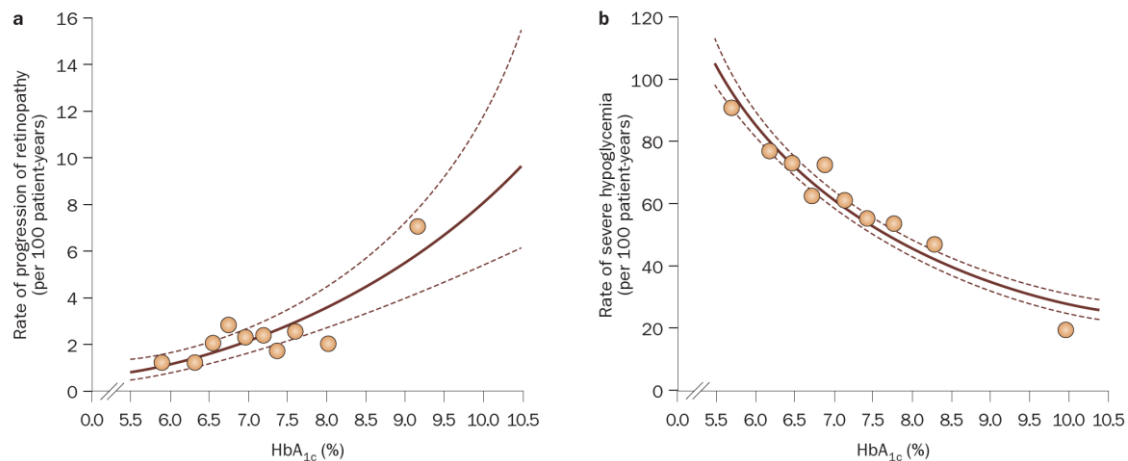 a
Rate of progression of retinopathy
(per 100 patient-years)
16
14
12
10
8
6
4
2
0
0.0 5.5 6.0 6.5 7.0 7.5 8.0 8.5 9.0 9.5 10.0 10.5
HbA1c (%)
b
Rate of severe hypoglycemia
(per 100 patient-years)
120
100
80
60
40
20
0
0.0 5.5 6.0 6.5 7.0 7.5 8.0 8.5 9.0 9.5 10.0 10.5
HbA1c (%)